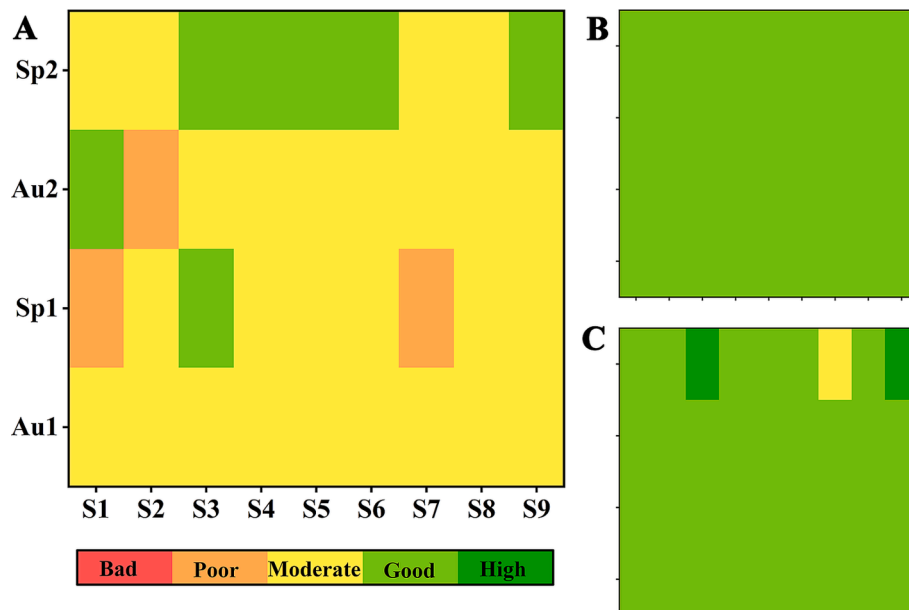 A
B
Sp2
Au2
Sp1
C
Au1
S1 S2 S3 S4 S5 S6 S7 S8 S9
Bad Poor Moderate Good High